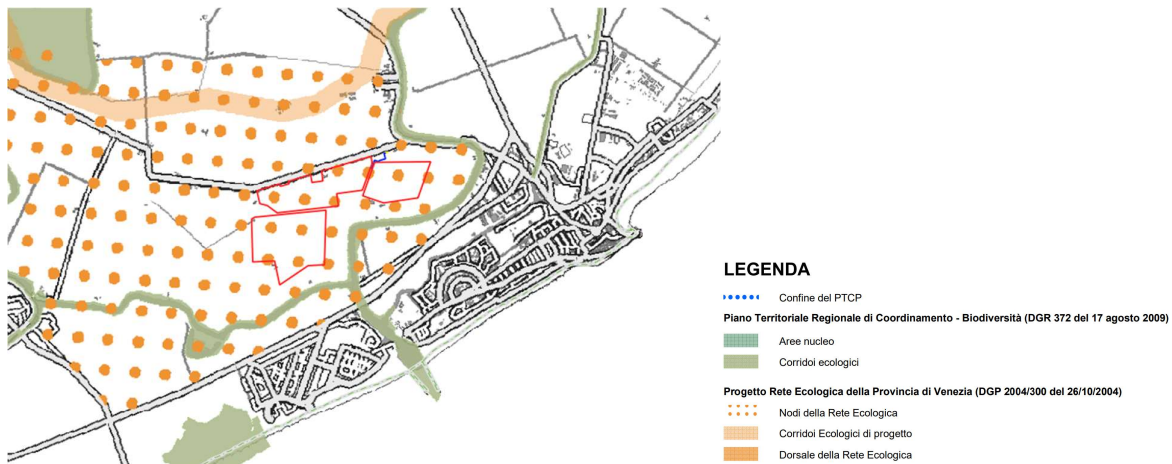 LEGENDA
Confine del PTCP
Piano Territoriale Regionale di Coordinamento - Biodiversità (DGR 372 del 17 agosto 2009)
Aree nucleo
Corridoi ecologici
Progetto Rete Ecologica della Provincia di Venezia (DGP 2004/300 del 26/10/2004)
Nodi della Rete Ecologica
Corridoi Ecologici di progetto
Dorsale della Rete Ecologica